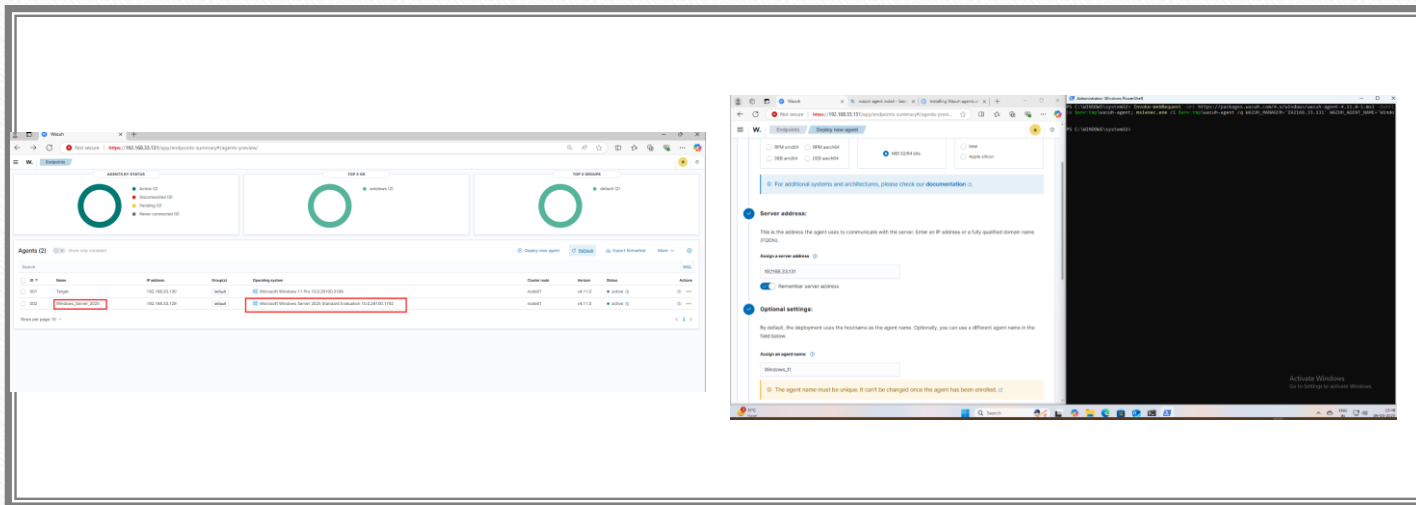 Wazuh
Not secure https://192.168.33.131/app/endpoints-summary#/agents-preview/
W. Endpoints
AGENTS BY STATUS
Active (2)
Disconnected (0)
Pending (0)
Never connected (0)
TOP 5 OS
windows (2)
TOP 5 GROUPS
default (2)
Agents (2) Show only outdated Deploy new agent Refresh Export formatted More
Search WQL
ID Name IP address Group(s) Operating system Cluster node Version Status Actions
001 Target 192.168.33.130 default Microsoft Windows 11 Pro node01 v4.11.0 active
002 Windows_Server_2025 192.168.33.129 default Microsoft Windows Server 2025 Standard Evaluation 10.0.26100.1742 node01 v4.11.0 active
Rows per page: 10 1
Wazuh
Not secure https://192.168.33.131/app/endpoints-summary#/agents-previ...
W. Endpoints Deploy new agent
RPM amd64 RPM aarch64
DEB amd64 DEB aarch64
MSI 32/64 bits
Intel
Apple silicon
For additional systems and architectures, please check our documentation
Server address:
This is the address the agent uses to communicate with the server. Enter an IP address or a fully qualified domain name
(FQDN).
Assign a server address
192.168.33.131
Remember server address
Optional settings:
By default, the deployment uses the hostname as the agent name. Optionally, you can use a different agent name in the
field below.
Assign an agent name
Windows_11
The agent name must be unique. It can't be changed once the agent has been enrolled.
Administrator: Windows PowerShell
PS C:\WINDOWS\system32>
Activate Windows
Go to Settings to activate Windows.
Search